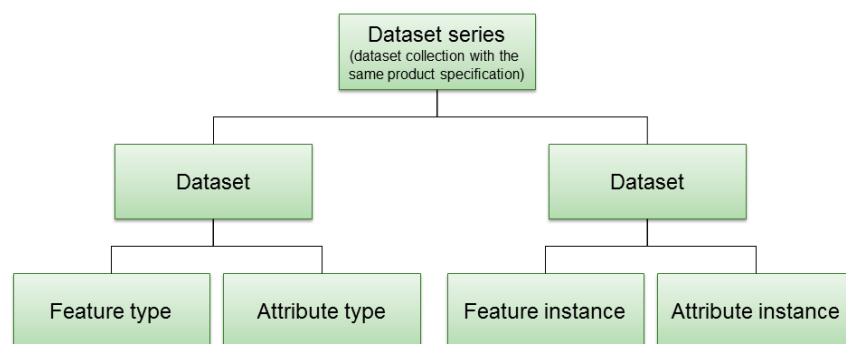 Dataset series
(dataset collection with the
same product specification)
Dataset
Dataset
Feature type
Attribute type
Feature instance
Attribute instance